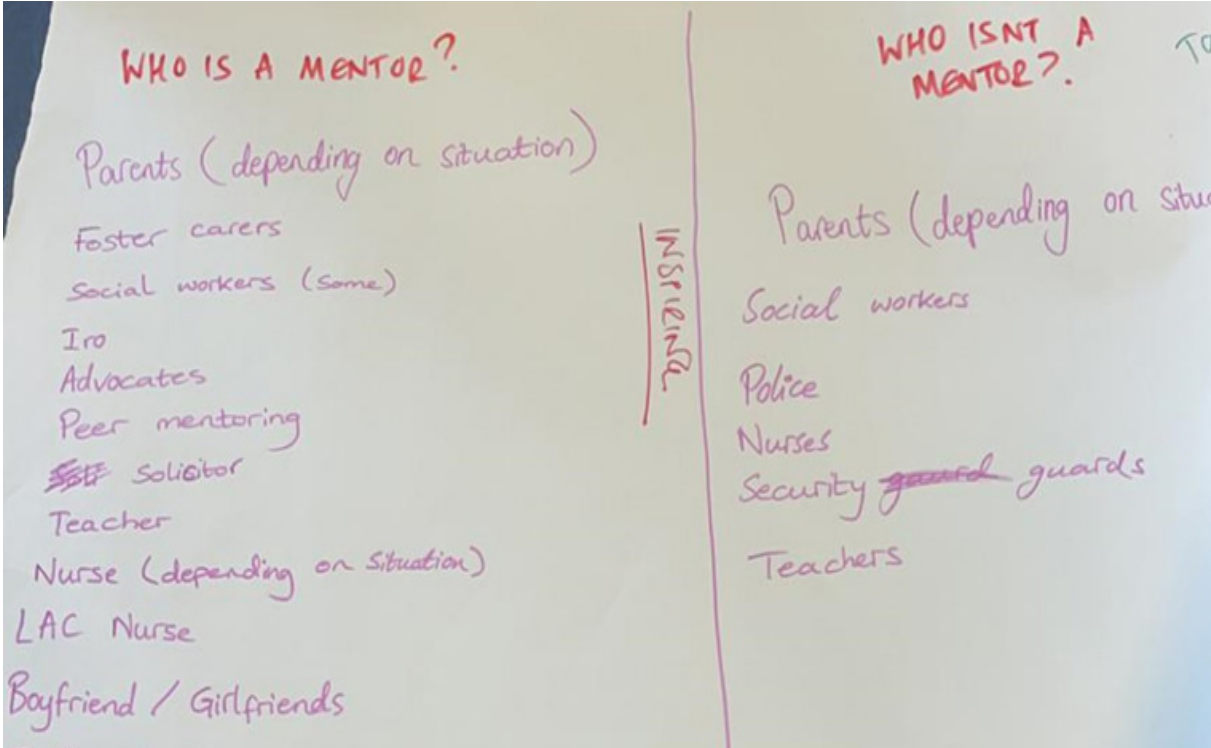 WHO IS A MENTOR?
Parents (depending on situation)
Foster carers
Social workers (some)
Iro
Advocates
Peer mentoring
Solicitor
Teacher
Nurse (depending on situation)
LAC Nurse
Boyfriend / Girlfriends
INSPIRING
WHO ISNT A
MENTOR?.
Parents (depending on
Social workers
Police
Nurses
Security guard guards
Teachers